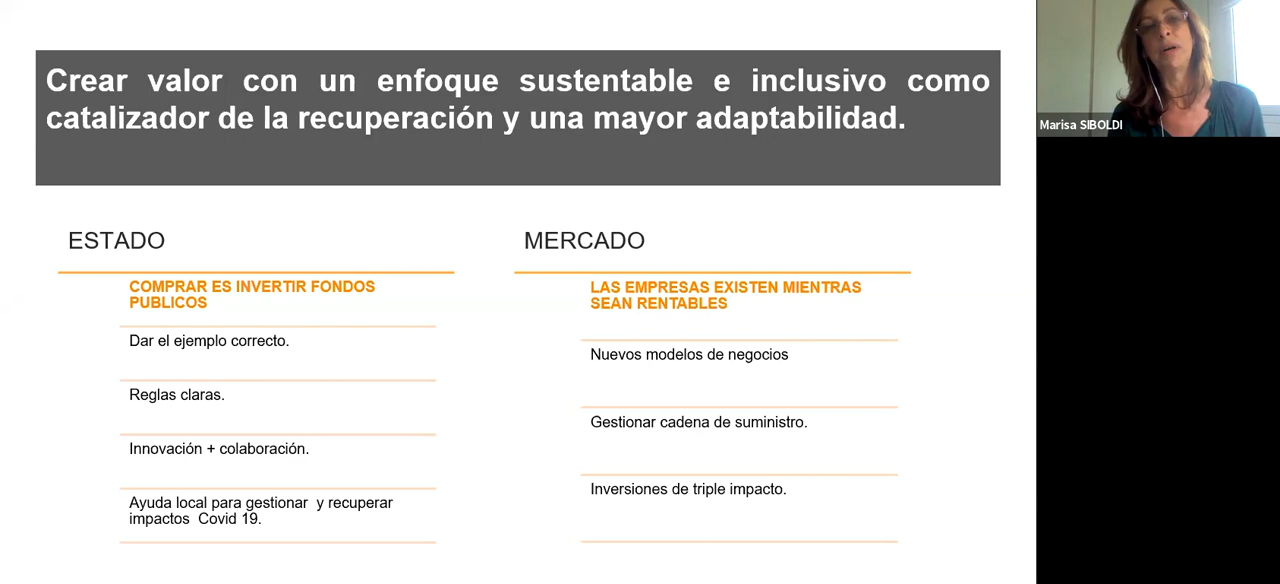 Crear valor con un enfoque sustentable e inclusivo como
catalizador de la recuperación y una mayor adaptabilidad.
Marisa SIBOLDI
ESTADO
COMPRAR ES INVERTIR FONDOS
PUBLICOS
Dar el ejemplo correcto.
Reglas claras.
Innovación + colaboración.
Ayuda local para gestionar  y recuperar
impactos  Covid 19.
MERCADO
LAS EMPRESAS EXISTEN MIENTRAS
SEAN RENTABLES
Nuevos modelos de negocios
Gestionar cadena de suministro.
Inversiones de triple impacto.